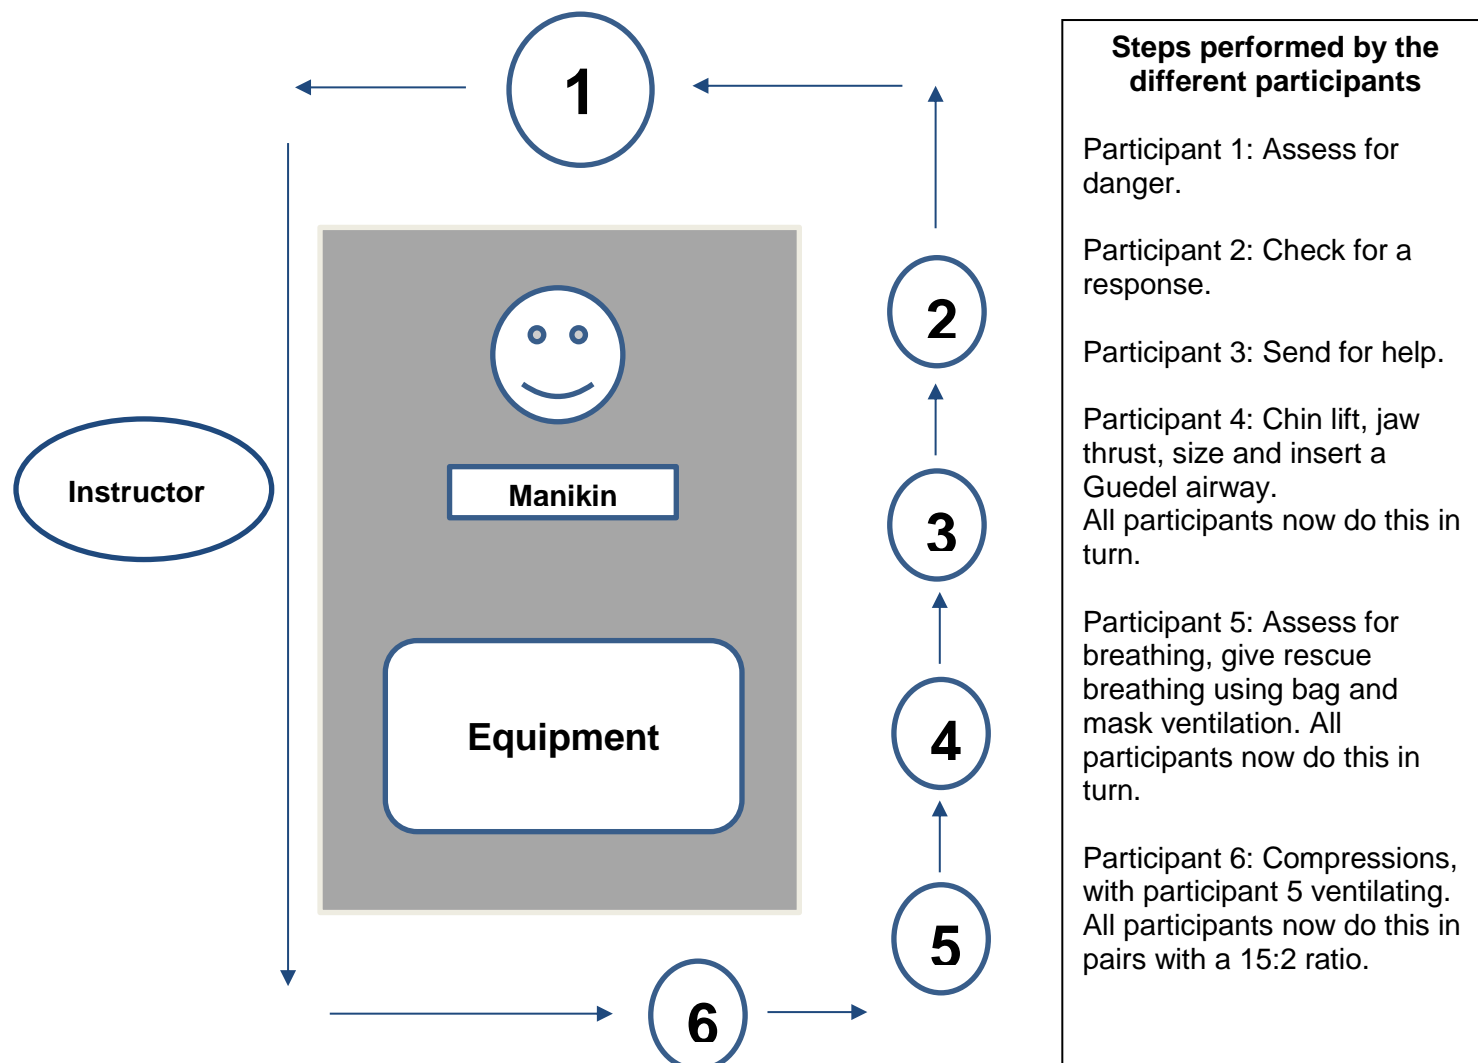 1
2
3
4
5
6
Instructor
Manikin
Equipment
Steps performed by the
different participants
Participant 1: Assess for
danger.
Participant 2: Check for a
response.
Participant 3: Send for help.
Participant 4: Chin lift, jaw
thrust, size and insert a
Guedel airway.
All participants now do this in
turn.
Participant 5: Assess for
breathing, give rescue
breathing using bag and
mask ventilation. All
participants now do this in
turn.
Participant 6: Compressions,
with participant 5 ventilating.
All participants now do this in
pairs with a 15:2 ratio.